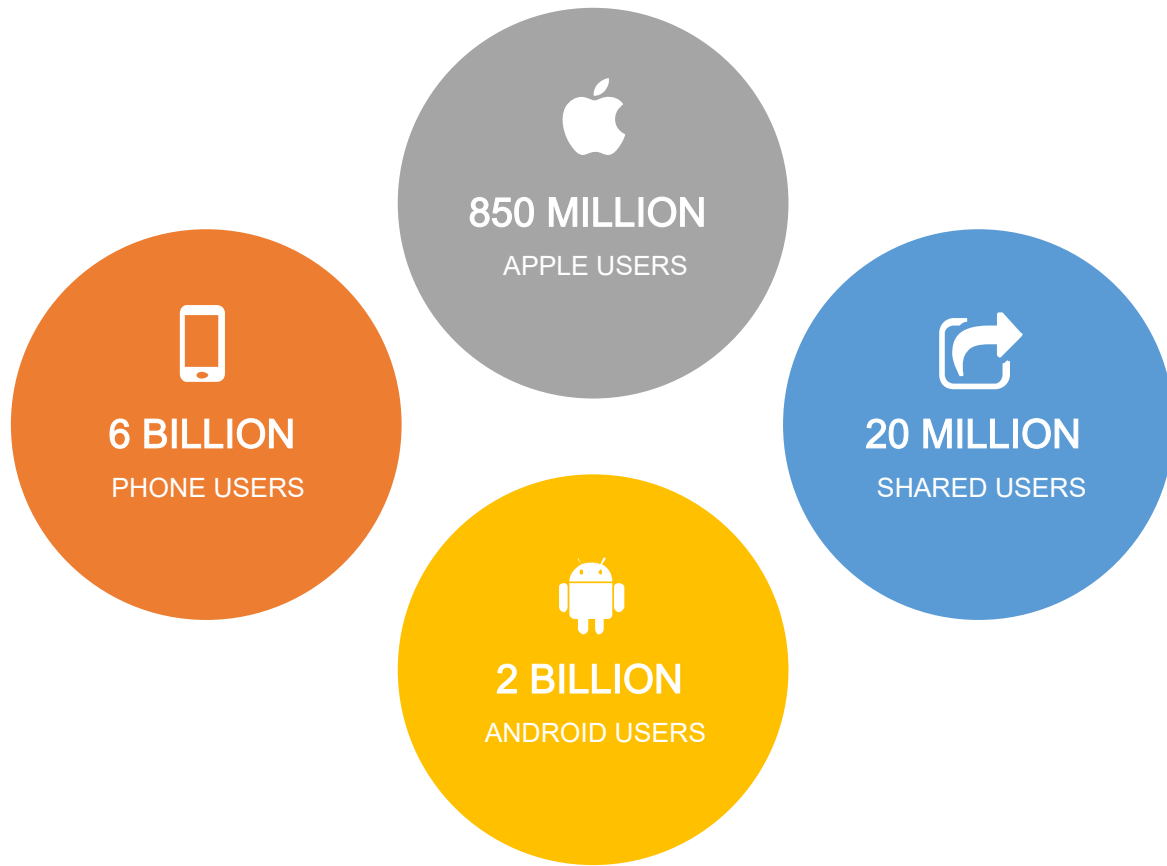 850 MILLION
APPLE USERS
6 BILLION
PHONE USERS
20 MILLION
SHARED USERS
2 BILLION
ANDROID USERS